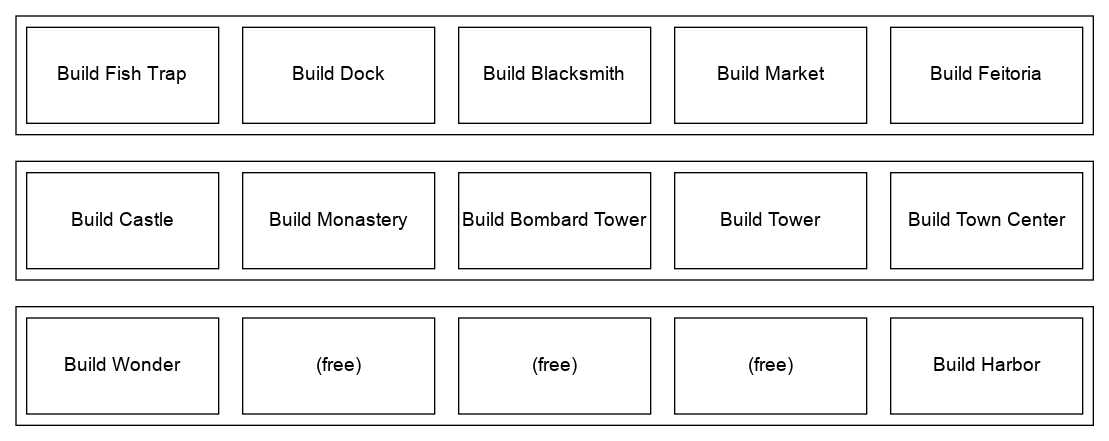 Build Fish Trap
Build Dock
Build Blacksmith
Build Market
Build Feitoria
Build Castle
Build Monastery
Build Bombard Tower
Build Tower
Build Town Center
Build Wonder
(free)
(free)
(free)
Build Harbor